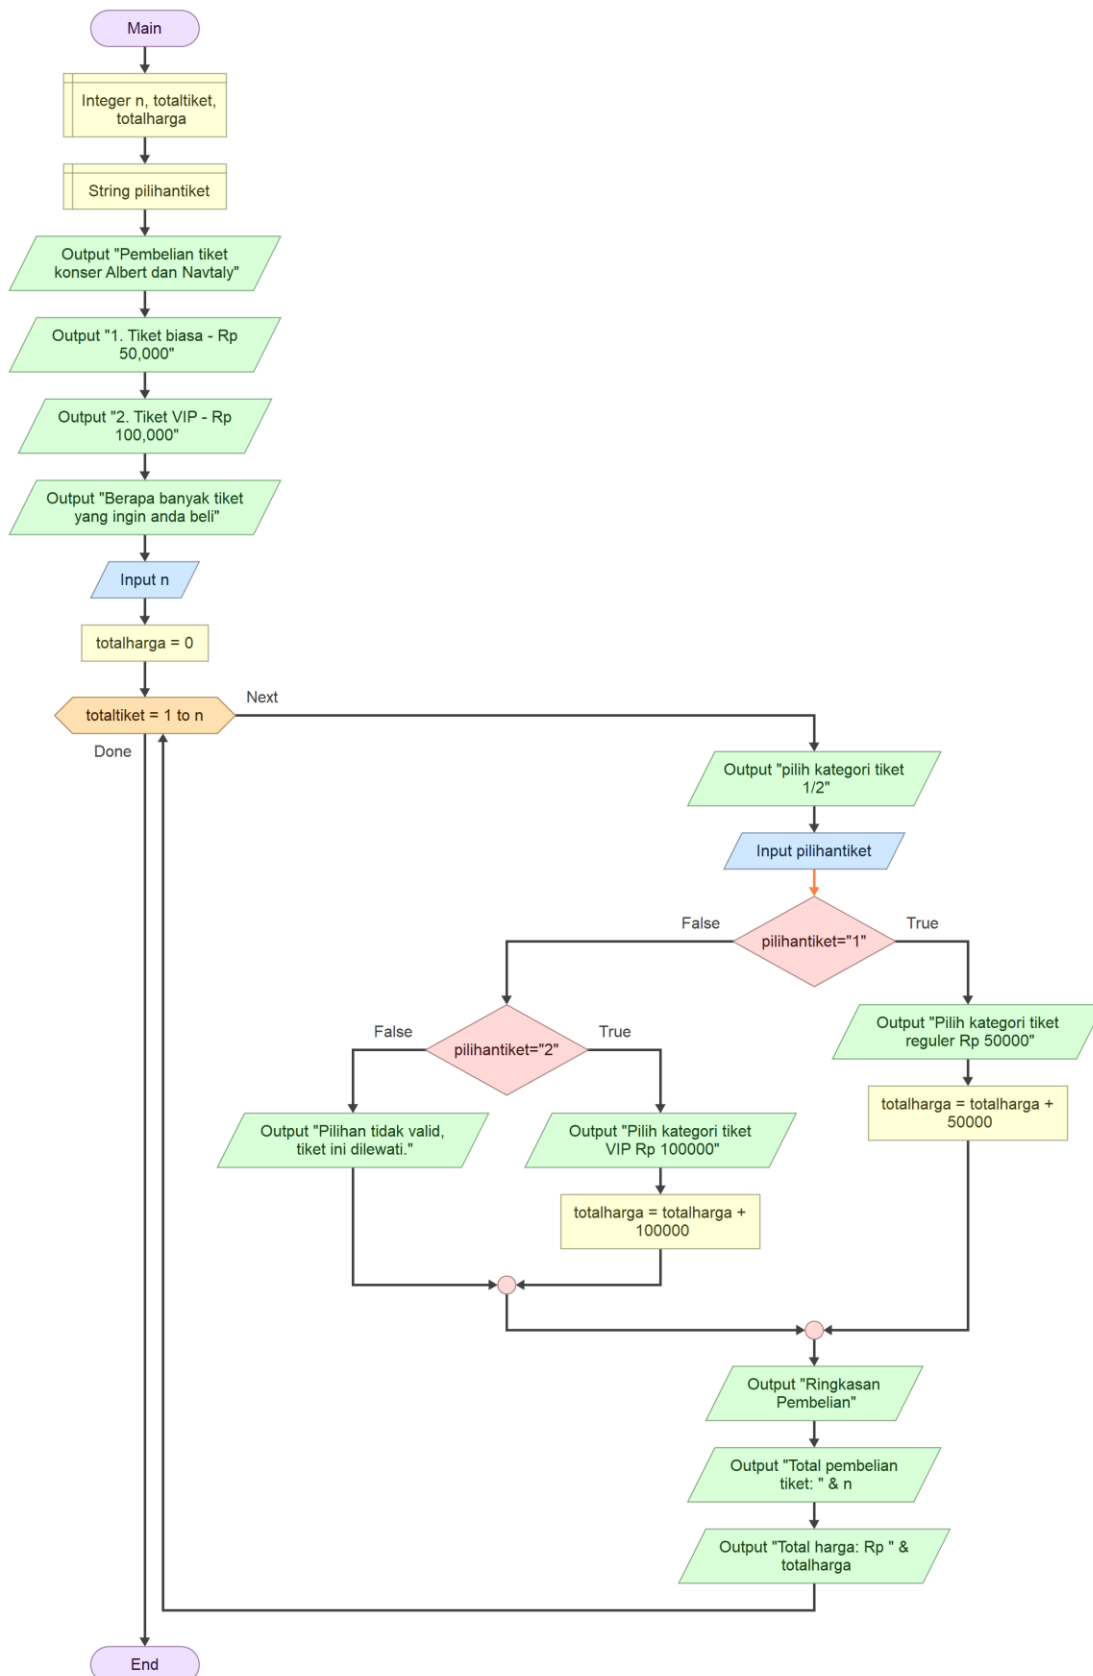 Main
Integer n, totaltiket,
totalharga
String pilihantiket
Output "Pembelian tiket
konser Albert dan Navtaly"
Output "1. Tiket biasa - Rp
50,000"
Output "2. Tiket VIP - Rp
100,000"
Output "Berapa banyak tiket
yang ingin anda beli"
Input n
totalharga = 0
totaltiket = 1 to n
Next
Done
Output "pilih kategori tiket
1/2"
Input pilihantiket
pilihantiket="1"
False
True
pilihantiket="2"
False
True
Output "Pilihan tidak valid,
tiket ini dilewati."
Output "Pilih kategori tiket
VIP Rp 100000"
totalharga = totalharga +
100000
Output "Pilih kategori tiket
reguler Rp 50000"
totalharga = totalharga +
50000
Output "Ringkasan
Pembelian"
Output "Total pembelian
tiket: " & n
Output "Total harga: Rp " &
totalharga
End